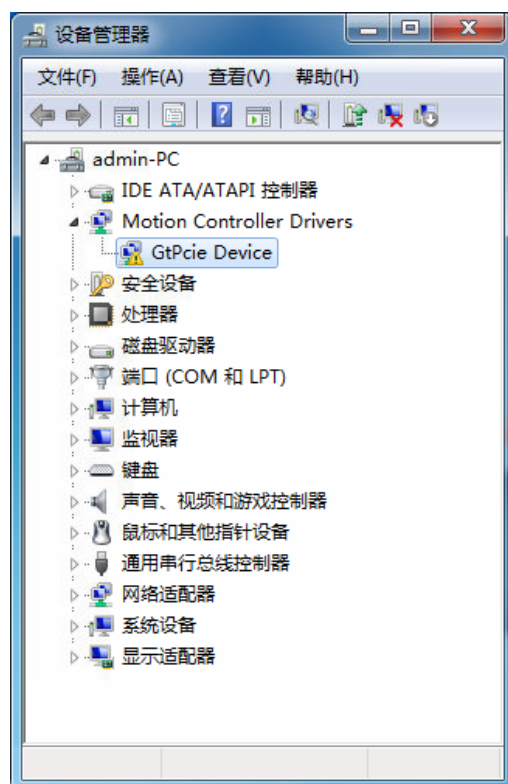 设备管理器
文件(F) 操作(A) 查看(V) 帮助(H)
admin-PC
IDE ATA/ATAPI 控制器
Motion Controller Drivers
GtPcie Device
安全设备
处理器
磁盘驱动器
端口 (COM 和 LPT)
计算机
监视器
键盘
声音、视频和游戏控制器
鼠标和其他指针设备
通用串行总线控制器
网络适配器
系统设备
显示适配器